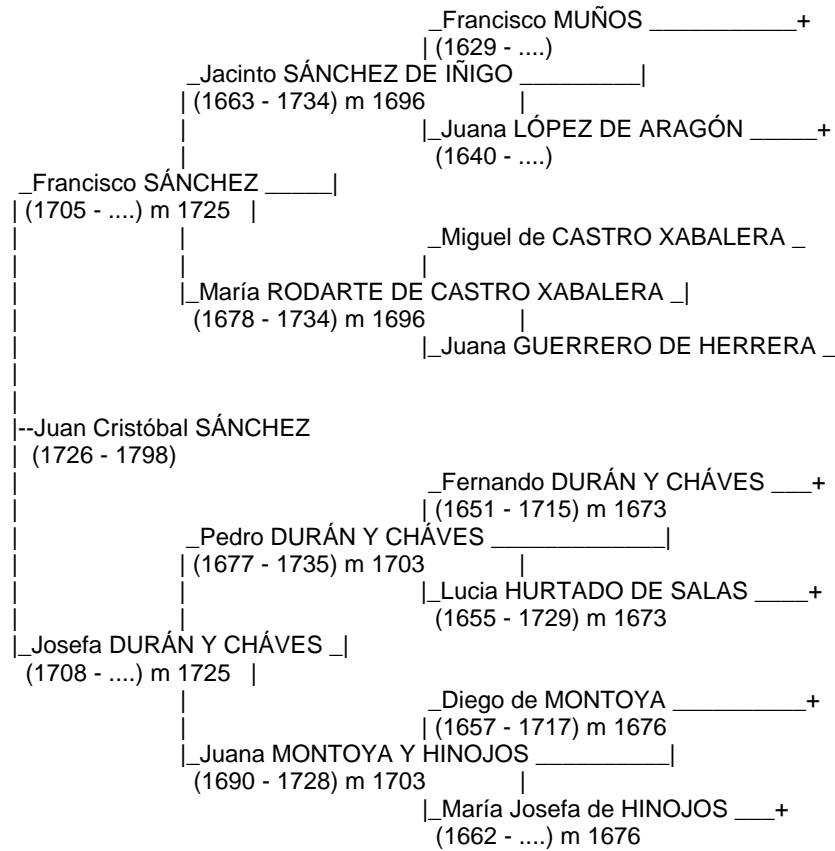 _Francisco MUÑOS ___________+
| (1629 - ....)
_Jacinto SÁNCHEZ DE IÑIGO _________|
| (1663 - 1734) m 1696 |
| |_Juana LÓPEZ DE ARAGÓN _____+
| (1640 - ....)
_Francisco SÁNCHEZ _____|
| (1705 - ....) m 1725 |
| | _Miguel de CASTRO XABALERA _
| | |
| |_María RODARTE DE CASTRO XABALERA _|
| (1678 - 1734) m 1696 |
| |_Juana GUERRERO DE HERRERA _
|
|
|--Juan Cristóbal SÁNCHEZ
| (1726 - 1798)
| _Fernando DURÁN Y CHÁVES ___+
| | (1651 - 1715) m 1673
| _Pedro DURÁN Y CHÁVES _____________|
| | (1677 - 1735) m 1703 |
| | |_Lucia HURTADO DE SALAS ____+
| | (1655 - 1729) m 1673
|_Josefa DURÁN Y CHÁVES _|
(1708 - ....) m 1725 |
| _Diego de MONTOYA __________+
| | (1657 - 1717) m 1676
|_Juana MONTOYA Y HINOJOS __________|
(1690 - 1728) m 1703 |
|_María Josefa de HINOJOS ___+
(1662 - ....) m 1676